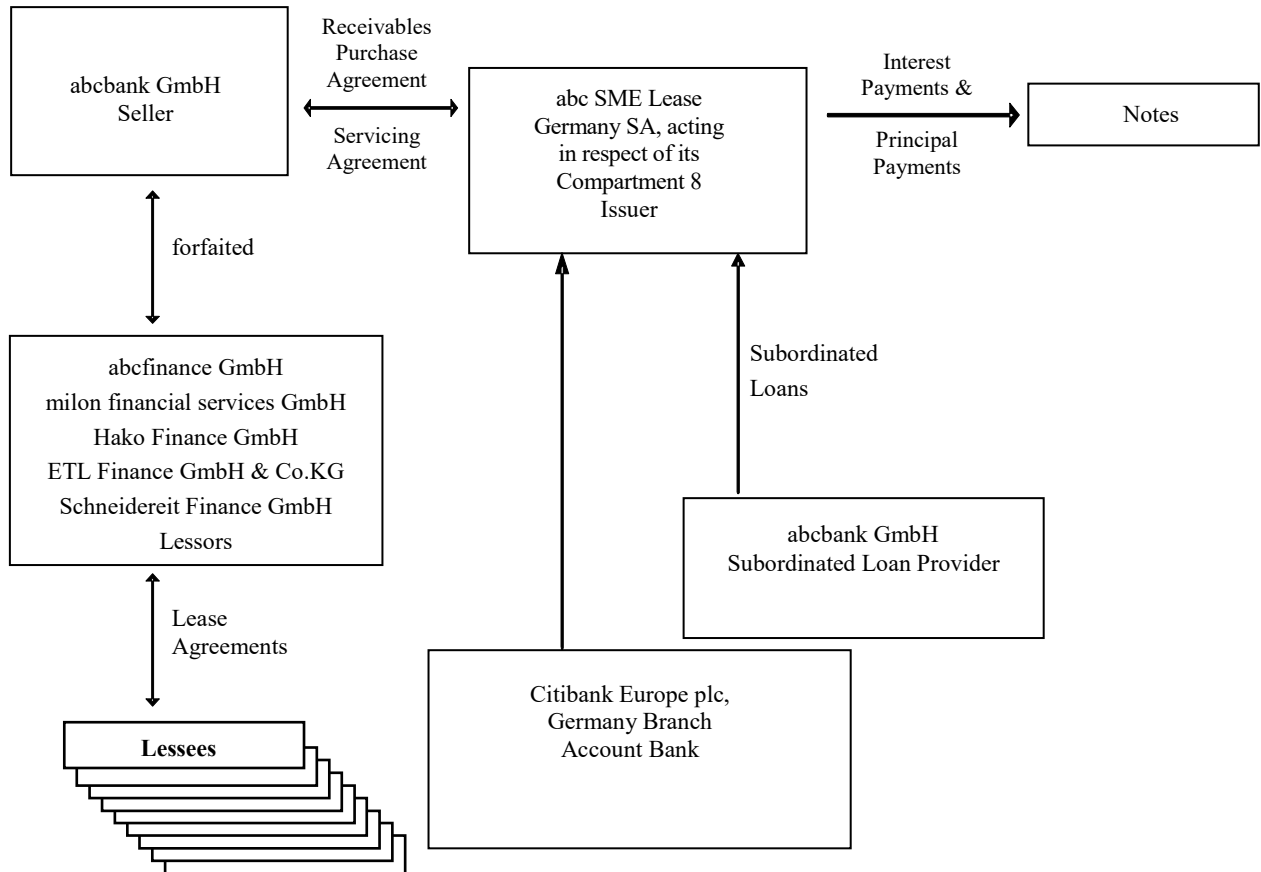 abcbank GmbH
Seller
Receivables
Purchase
Agreement
Servicing
Agreement
abc SME Lease
Germany SA, acting
in respect of its
Compartment 8
Issuer
Interest
Payments &
Principal
Payments
Notes
forfaited
abcfinance GmbH
milon financial services GmbH
Hako Finance GmbH
ETL Finance GmbH & Co.KG
Schneidereit Finance GmbH
Lessors
Subordinated
Loans
abcbank GmbH
Subordinated Loan Provider
Lease
Agreements
Citibank Europe plc,
Germany Branch
Account Bank
Lessees